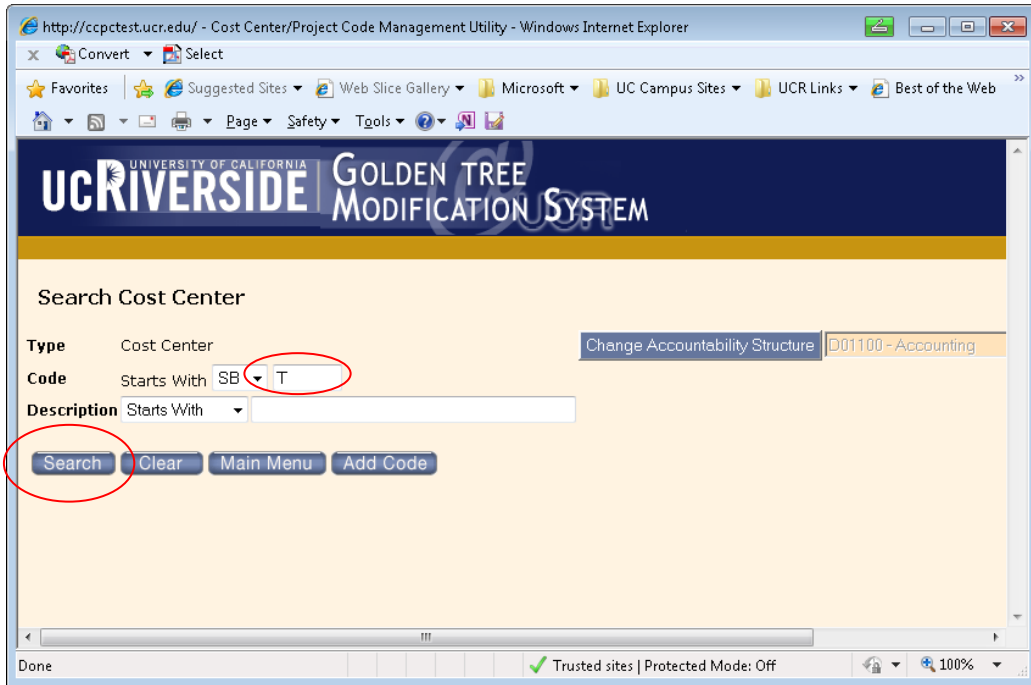 http://ccpctest.ucr.edu/ - Cost Center/Project Code Management Utility - Windows Internet Explorer
x Convert Select
Favorites Suggested Sites Web Slice Gallery Microsoft UC Campus Sites UCR Links Best of the Web »
Page Safety Tools
UNIVERSITY OF CALIFORNIA
UCRIVERSIDE
GOLDEN TREE
MODIFICATION SYSTEM
@UCR
Search Cost Center
Type Cost Center Change Accountability Structure D01100 - Accounting
Code Starts With SB T
Description Starts With
Search Clear Main Menu Add Code
Done Trusted sites | Protected Mode: Off 100%